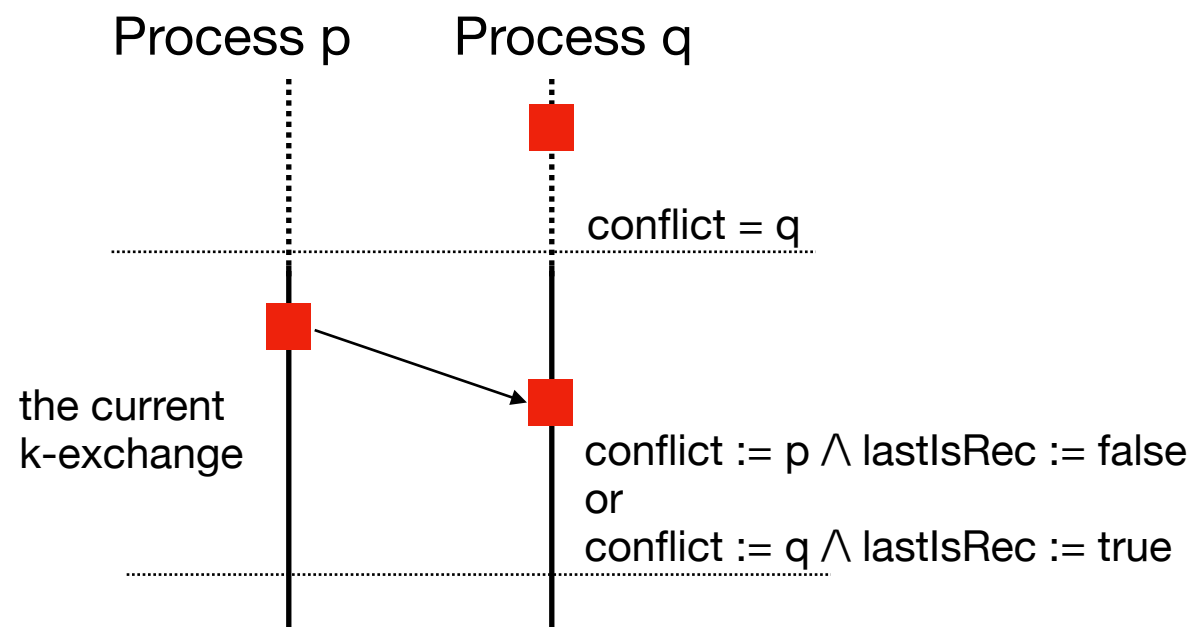 Process p
Process q
conflict = q
the current
k-exchange
conflict := p ⋀ lastIsRec := false
or
conflict := q ⋀ lastIsRec := true